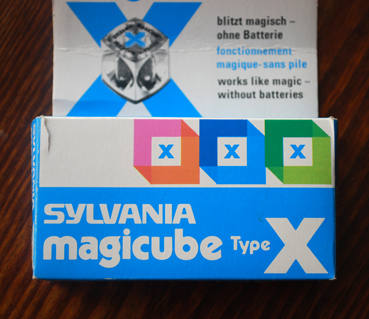 X
blitzt magisch –
ohne Batterie
fonctionnement
magique-sans pile
works like magic –
without batteries
X X X
SYLVANIA
magicube Type X